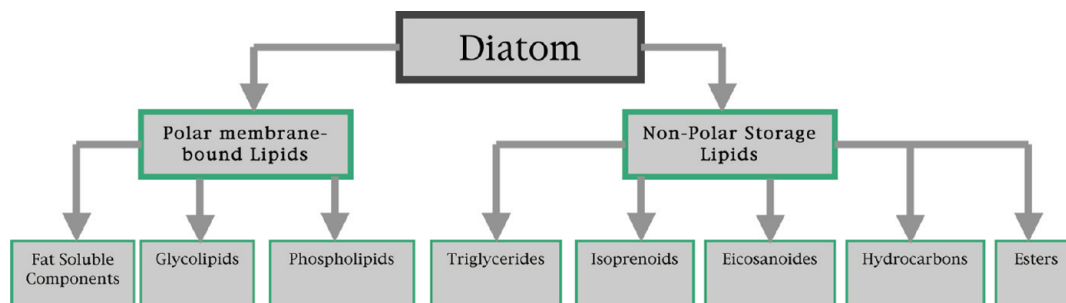 Diatom
Polar membrane-
bound Lipids
Non-Polar Storage
Lipids
Fat Soluble
Components
Glycolipids
Phospholipids
Triglycerides
Isoprenoids
Eicosanoides
Hydrocarbons
Esters